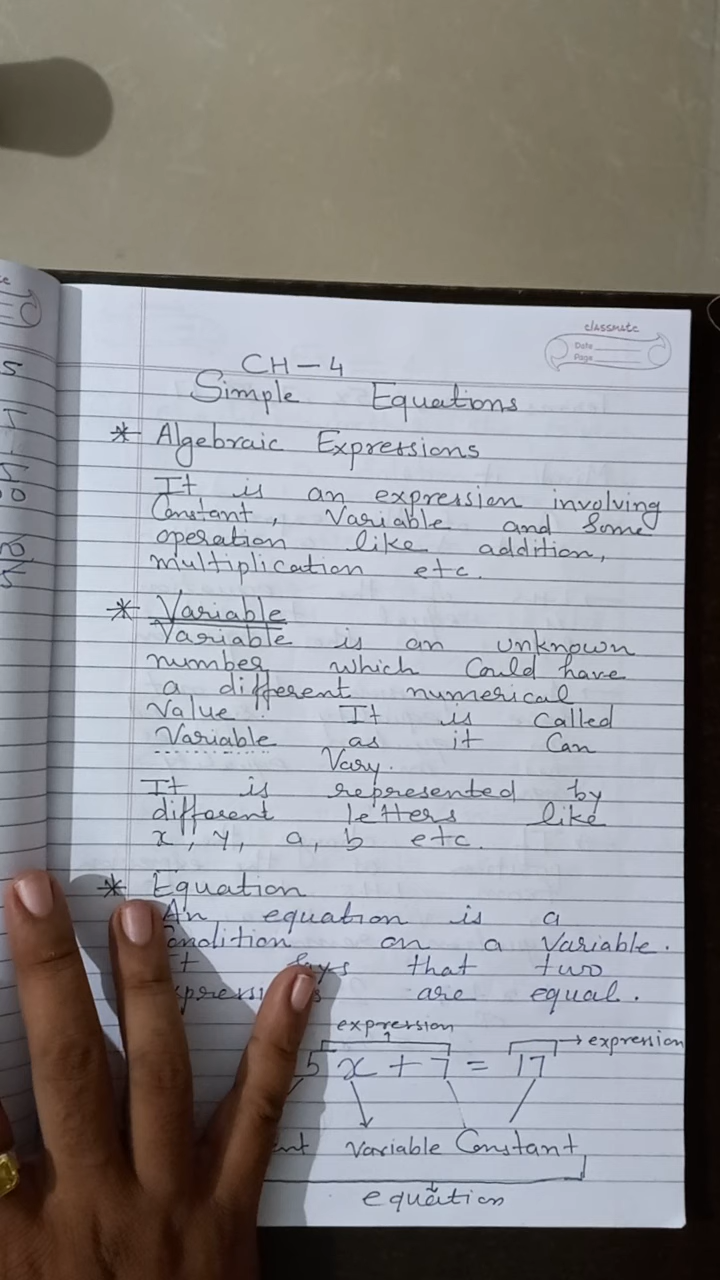 classmate
Date
Page
CH - 4
Simple Equations
* Algebraic Expressions
It is an expression involving
Constant, Variable and Some
operation like addition,
multiplication etc.
* Variable
Variable is an unknown
number which Could have
a different numerical
Value. It is Called
Variable as it Can
Vary.
It is represented by
different letters like
x, y, a, b etc.
* Equation
An equation is a
Condition on a Variable.
It Says that two
are equal.
expression
5x + 7 = 17 → expression
Variable Constant
equation